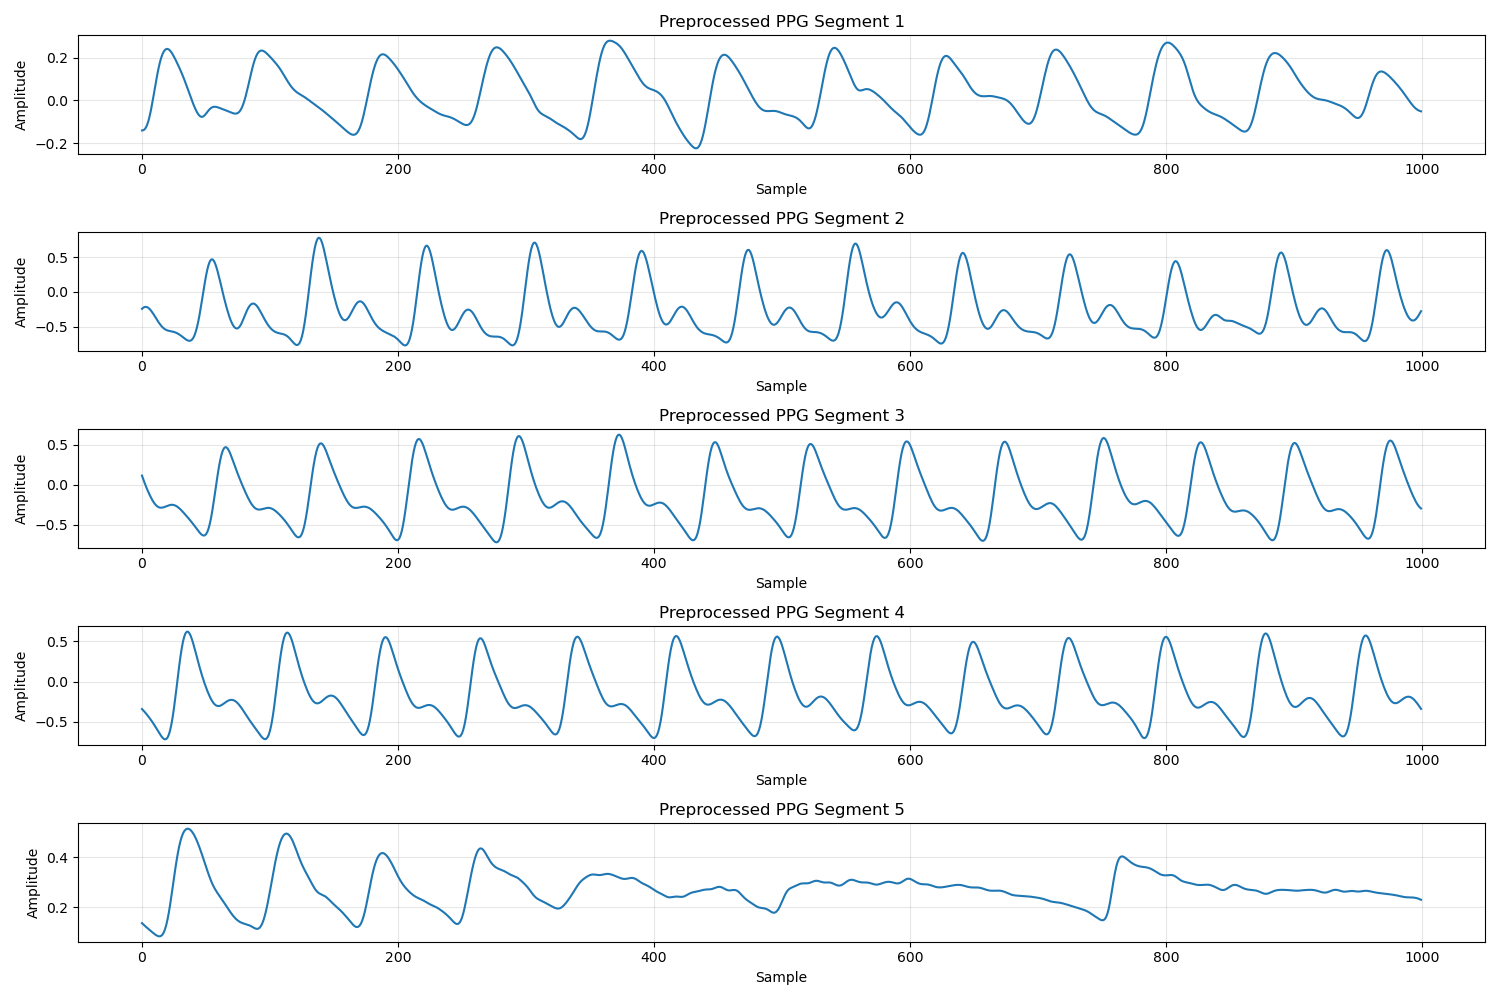 Preprocessed PPG Segment 1
0.2
0.0
−0.2
Amplitude
0 200 400 600 800 1000
Sample
Preprocessed PPG Segment 2
0.5
0.0
−0.5
Amplitude
0 200 400 600 800 1000
Sample
Preprocessed PPG Segment 3
0.5
0.0
−0.5
Amplitude
0 200 400 600 800 1000
Sample
Preprocessed PPG Segment 4
0.5
0.0
−0.5
Amplitude
0 200 400 600 800 1000
Sample
Preprocessed PPG Segment 5
0.4
0.2
Amplitude
0 200 400 600 800 1000
Sample